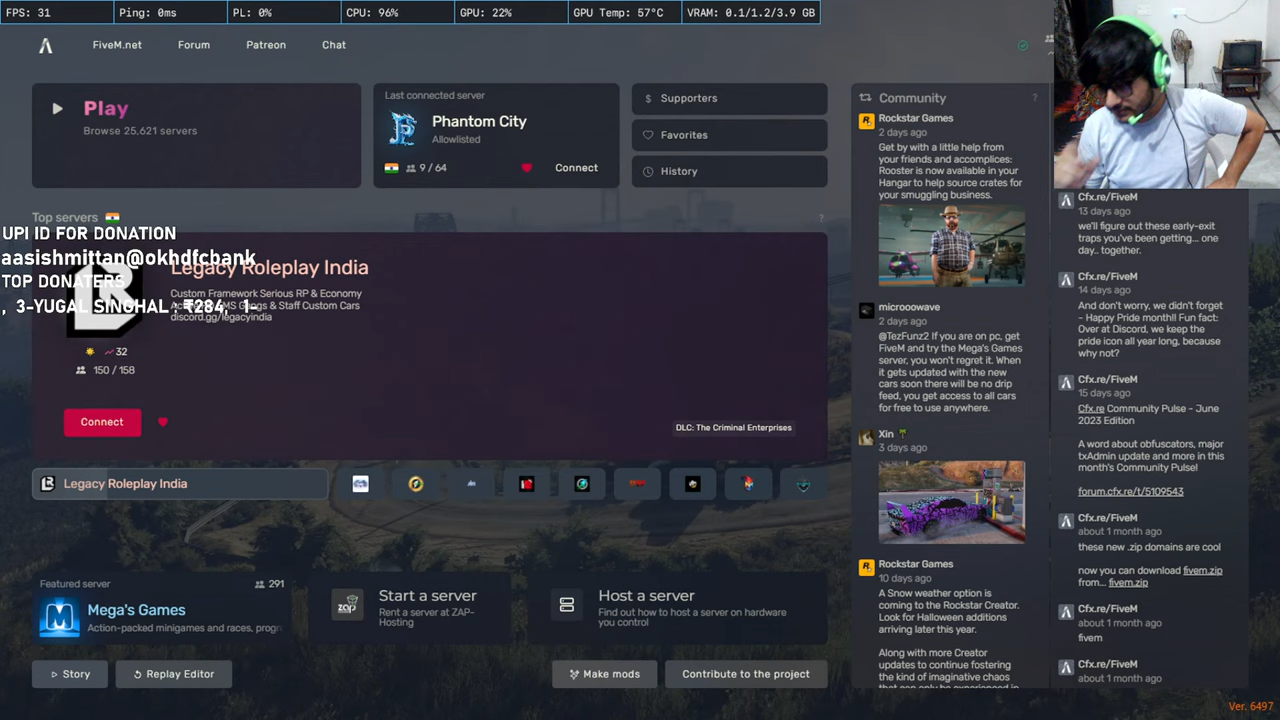 FPS: 31 Ping: 0ms PL: 0% CPU: 96% GPU: 22% GPU Temp: 57°C VRAM: 0.1/1.2/3.9 GB
FiveM.net Forum Patreon Chat
Play
Browse 25,621 servers
Last connected server
Phantom City
Allowlisted
9 / 64
Connect
$ Supporters
Favorites
History
Top servers
?
UPI ID FOR DONATION
aasishmittan@okhdfcbank
TOP DONATERS
, 3-YUGAL SINGHAL : ₹284, 1-
Legacy Roleplay India
Custom Framework Serious RP & Economy
Gangs & Staff Custom Cars
discord.gg/legacyindia
32
150 / 158
Connect
DLC: The Criminal Enterprises
Legacy Roleplay India
Featured server
291
Mega's Games
Action-packed minigames and races, progr
zap
Start a server
Rent a server at ZAP-
Hosting
Host a server
Find out how to host a server on hardware
you control
Story
Replay Editor
Make mods
Contribute to the project
Community
?
Rockstar Games
2 days ago
Get by with a little help from
your friends and accomplices:
Rooster is now available in your
Hangar to help source crates for
your smuggling business.
microoowave
2 days ago
@TezFunz2 If you are on pc, get
FiveM and try the Mega's Games
server, you won't regret it. When
it gets updated with the new
cars soon there will be no drip
feed, you get access to all cars
for free to use anywhere.
Xin
3 days ago
Rockstar Games
10 days ago
A Snow weather option is
coming to the Rockstar Creator.
Look for Halloween additions
arriving later this year.
Along with more Creator
updates to continue fostering
the kind of imaginative chaos
that can only be experienced in
Cfx.re/FiveM
13 days ago
we'll figure out these early-exit
traps you've been getting... one
day.. together.
Cfx.re/FiveM
14 days ago
And don't worry, we didn't forget
- Happy Pride month!! Fun fact:
Over at Discord, we keep the
pride icon all year long, because
why not?
Cfx.re/FiveM
15 days ago
Cfx.re Community Pulse - June
2023 Edition
A word about obfuscators, major
txAdmin update and more in this
month's Community Pulse!
forum.cfx.re/t/5109543
Cfx.re/FiveM
about 1 month ago
these new .zip domains are cool
now you can download fivem.zip
from... fivem.zip
Cfx.re/FiveM
about 1 month ago
fivem
Cfx.re/FiveM
about 1 month ago
Ver. 6497